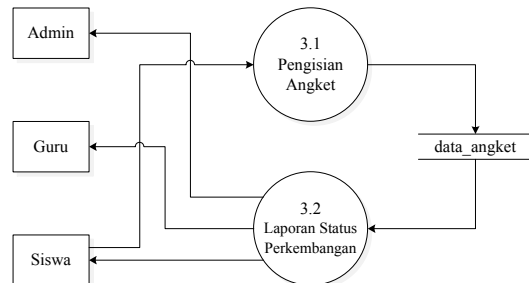 Admin
3.1
Pengisian
Angket
Guru
data_angket
3.2
Laporan Status
Perkembangan
Siswa